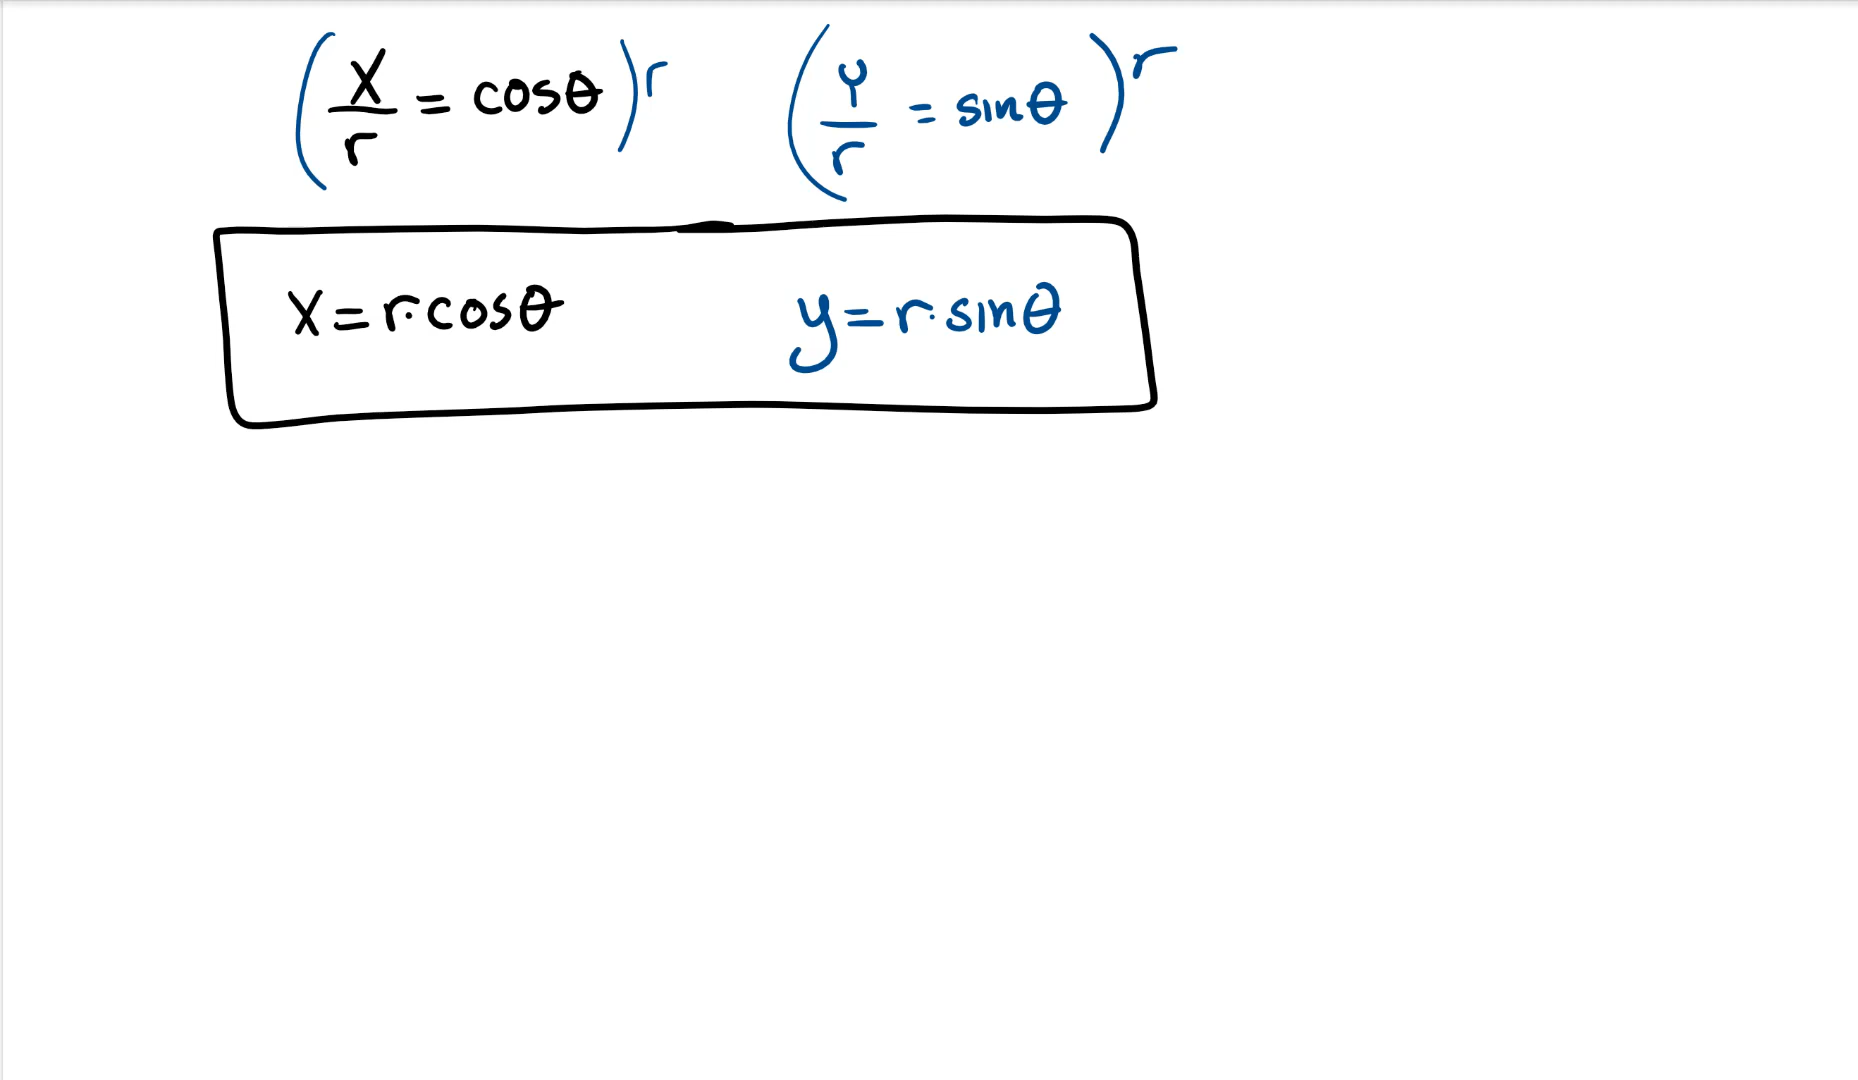 (x/r = cosθ)r (y/r = sinθ)r
x=r·cosθ y=r·sinθ